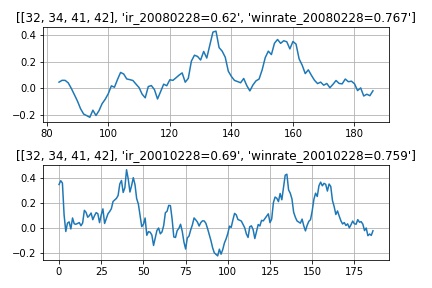 [[32, 34, 41, 42], 'ir_20080228=0.62', 'winrate_20080228=0.767']
0.4
0.2
0.0
−0.2
80 100 120 140 160 180
[[32, 34, 41, 42], 'ir_20010228=0.69', 'winrate_20010228=0.759']
0.4
0.2
0.0
−0.2
0 25 50 75 100 125 150 175